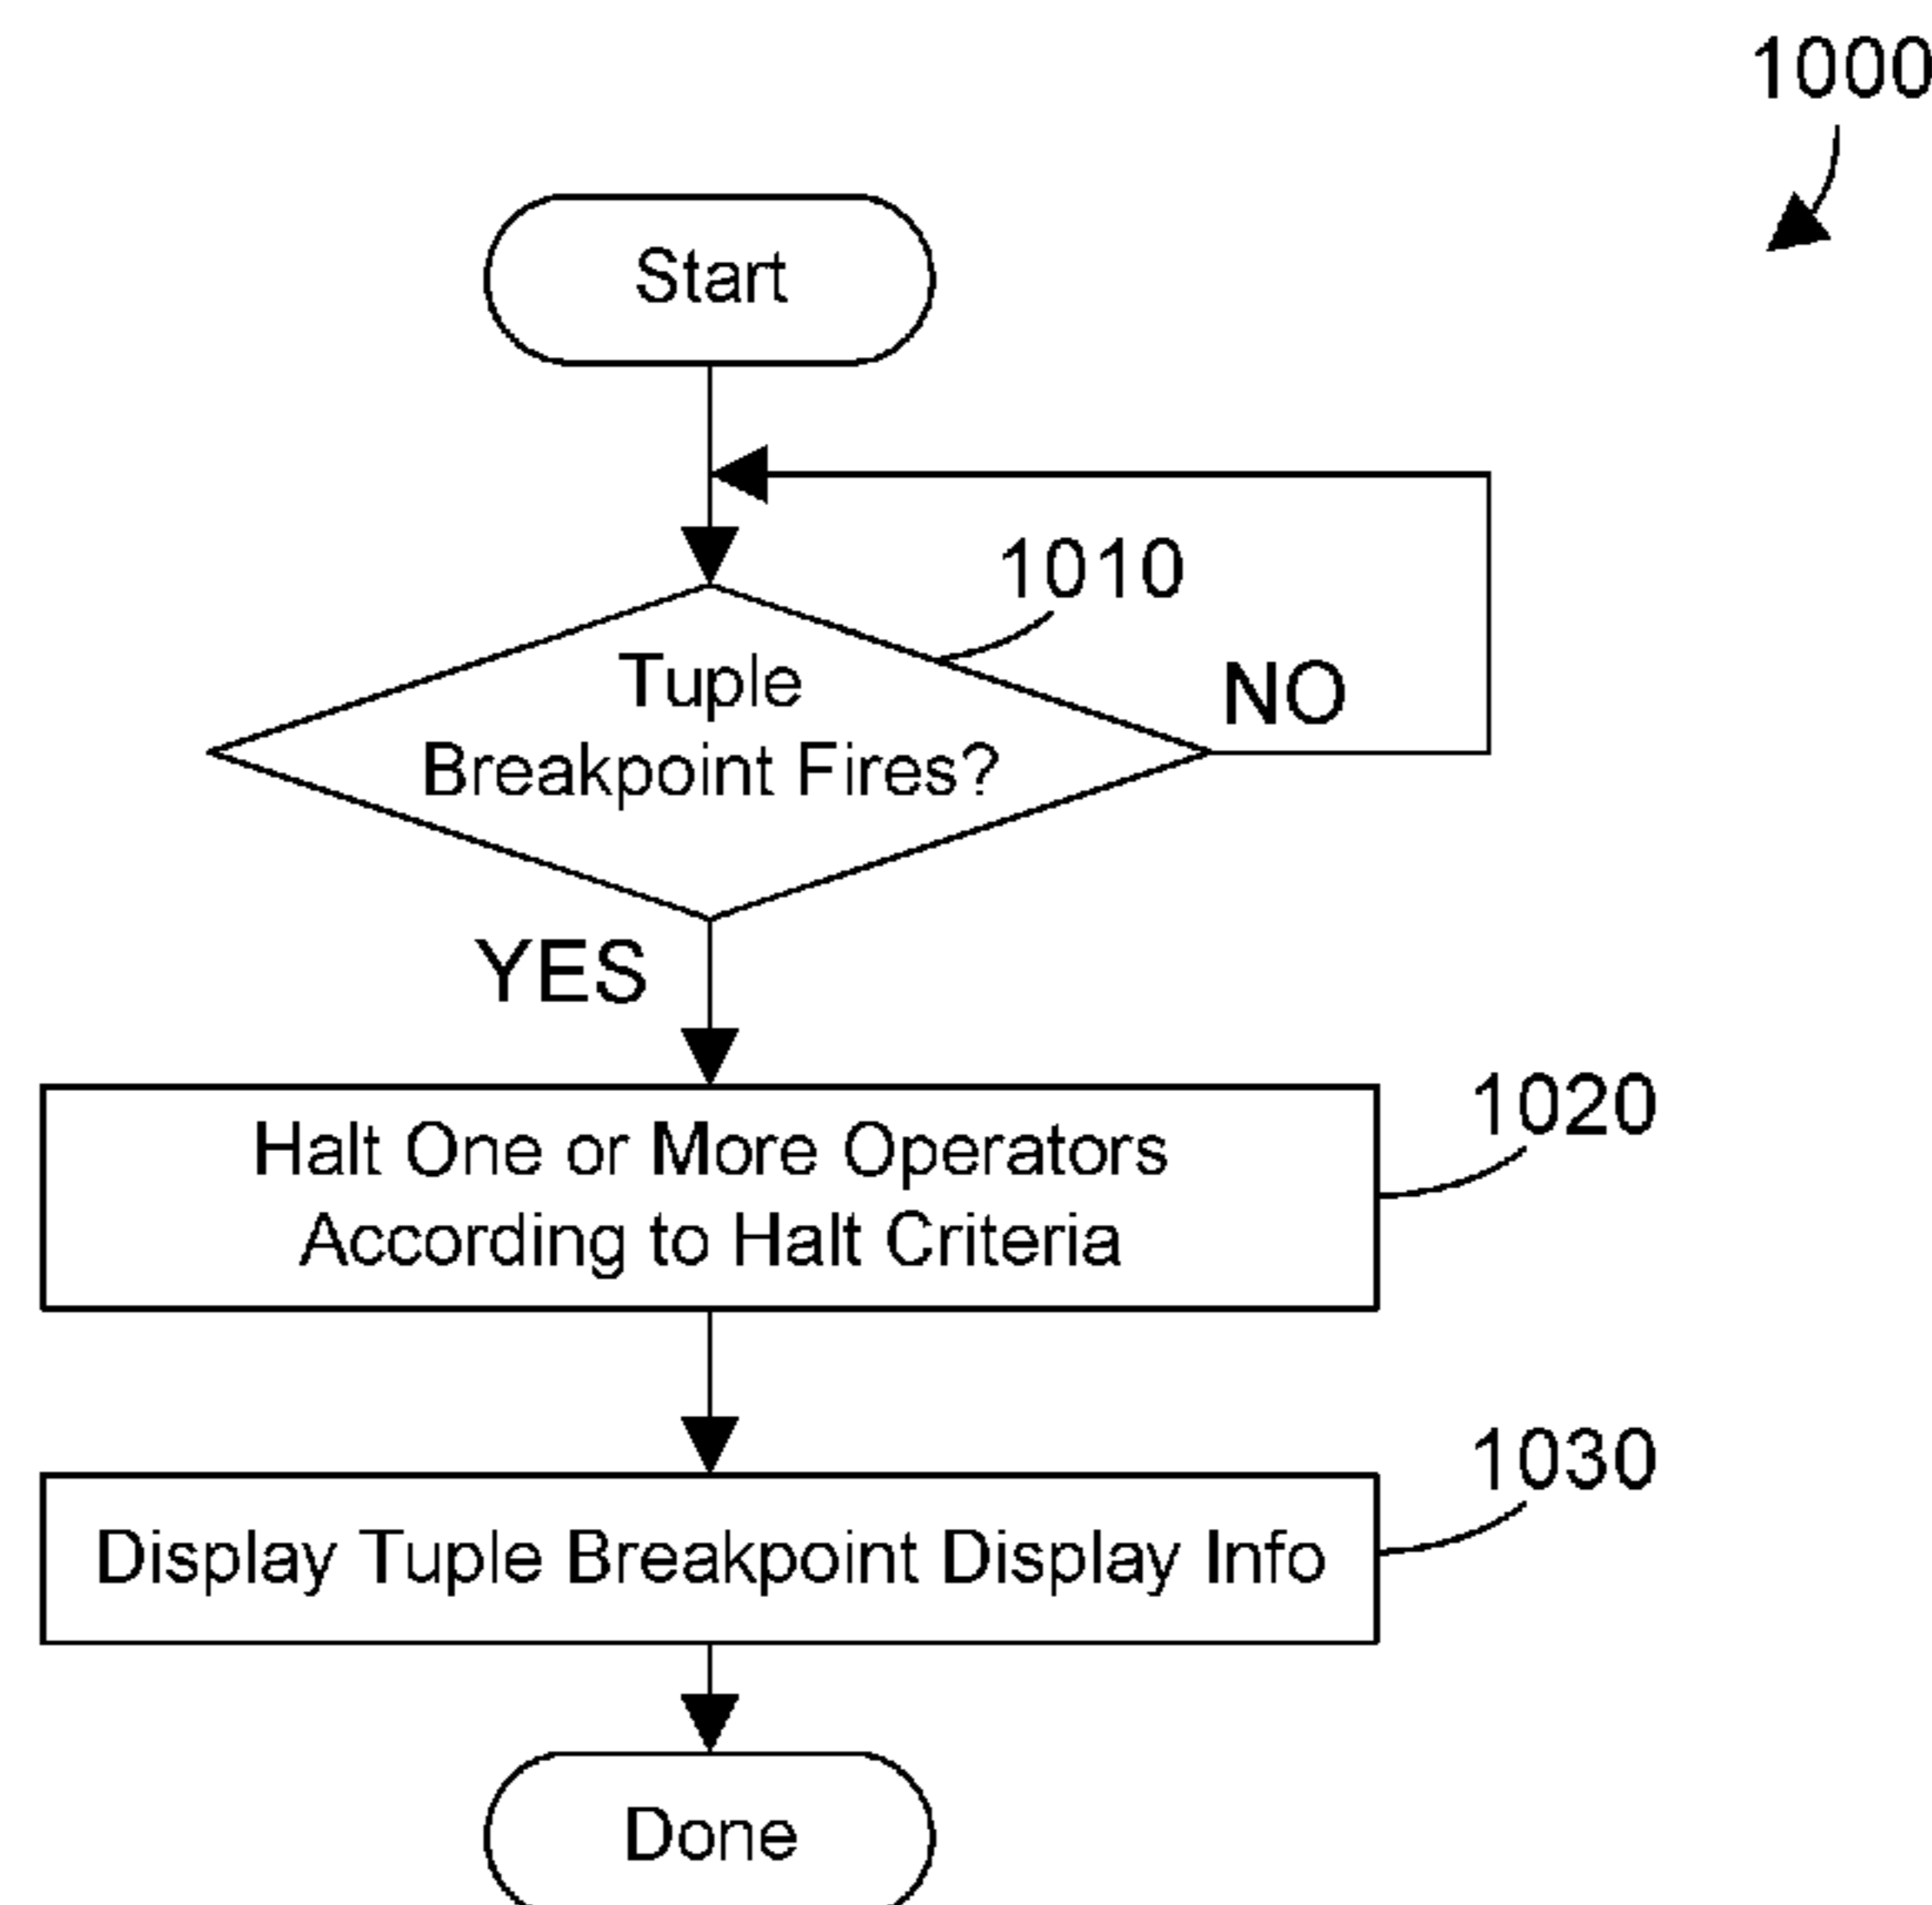 1000
Start
1010
Tuple
Breakpoint Fires?
NO
YES
1020
Halt One or More Operators
According to Halt Criteria
1030
Display Tuple Breakpoint Display Info
Done